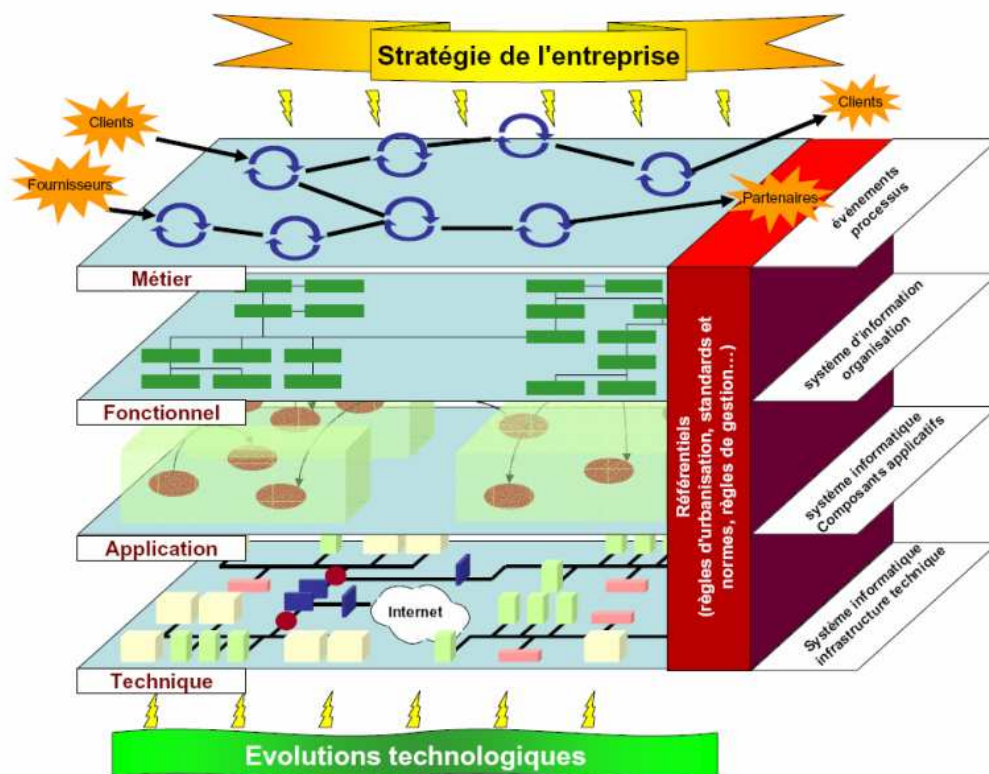 Stratégie de l'entreprise
Clients
Clients
Fournisseurs
Partenaires
évènements
processus
Métier
système d'information
organisation
Fonctionnel
Référentiels
(règles d'urbanisation, standards et
normes, règles de gestion...)
système informatique
Composants applicatifs
Application
Internet
Système informatique
infrastructure technique
Technique
Evolutions technologiques